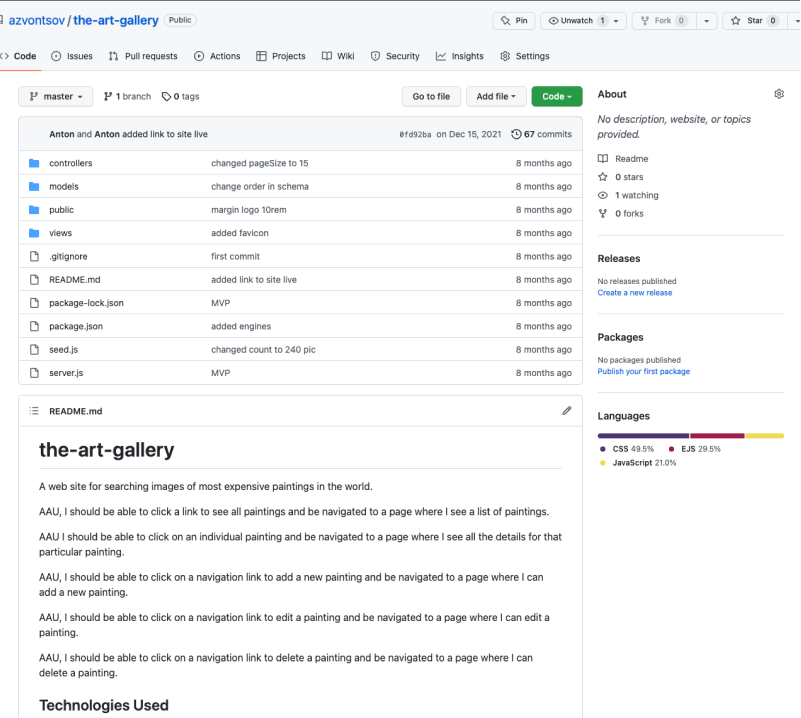 azvontsov / the-art-gallery Public
Pin Unwatch 1 Fork 0 Star 0
<> Code Issues Pull requests Actions Projects Wiki Security Insights Settings
master 1 branch 0 tags Go to file Add file Code
Anton and Anton added link to site live 0fd92ba on Dec 15, 2021 67 commits
controllers changed pageSize to 15 8 months ago
models change order in schema 8 months ago
public margin logo 10rem 8 months ago
views added favicon 8 months ago
.gitignore first commit 8 months ago
README.md added link to site live 8 months ago
package-lock.json MVP 8 months ago
package.json added engines 8 months ago
seed.js changed count to 240 pic 8 months ago
server.js MVP 8 months ago
README.md
the-art-gallery
A web site for searching images of most expensive paintings in the world.
AAU, I should be able to click a link to see all paintings and be navigated to a page where I see a list of paintings.
AAU I should be able to click on an individual painting and be navigated to a page where I see all the details for that
particular painting.
AAU, I should be able to click on a navigation link to add a new painting and be navigated to a page where I can
add a new painting.
AAU, I should be able to click on a navigation link to edit a painting and be navigated to a page where I can edit a
painting.
AAU, I should be able to click on a navigation link to delete a painting and be navigated to a page where I can
delete a painting.
Technologies Used
About
No description, website, or topics
provided.
Readme
0 stars
1 watching
0 forks
Releases
No releases published
Create a new release
Packages
No packages published
Publish your first package
Languages
CSS 49.5% EJS 29.5%
JavaScript 21.0%